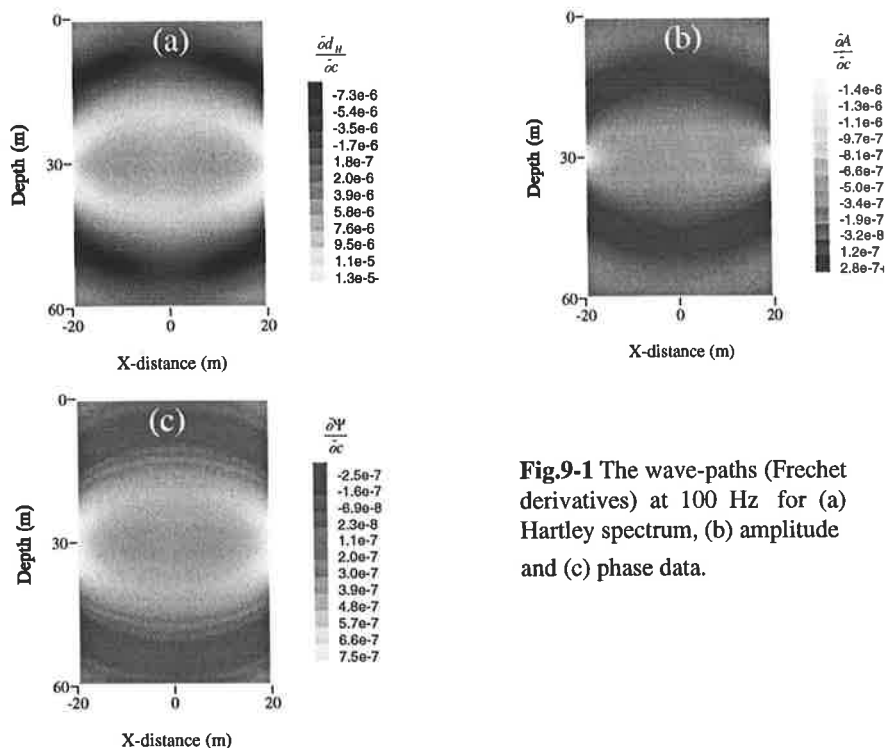 (a)
0
30
60
Depth (m)
-20
0
20
X-distance (m)
∂d_H
∂c
-7.3e-6
-5.4e-6
-3.5e-6
-1.7e-6
1.8e-7
2.0e-6
3.9e-6
5.8e-6
7.6e-6
9.5e-6
1.1e-5
1.3e-5-
(b)
0
30
60
Depth (m)
-20
0
20
X-distance (m)
∂A
∂c
-1.4e-6
-1.3e-6
-1.1e-6
-9.7e-7
-8.1e-7
-6.6e-7
-5.0e-7
-3.4e-7
-1.9e-7
-3.2e-8
1.2e-7
2.8e-7+
(c)
0
30
60
Depth (m)
-20
0
20
X-distance (m)
∂Ψ
∂c
-2.5e-7
-1.6e-7
-6.9e-8
2.3e-8
1.1e-7
2.0e-7
3.0e-7
3.9e-7
4.8e-7
5.7e-7
6.6e-7
7.5e-7
Fig.9-1 The wave-paths (Frechet
derivatives) at 100 Hz for (a)
Hartley spectrum, (b) amplitude
and (c) phase data.